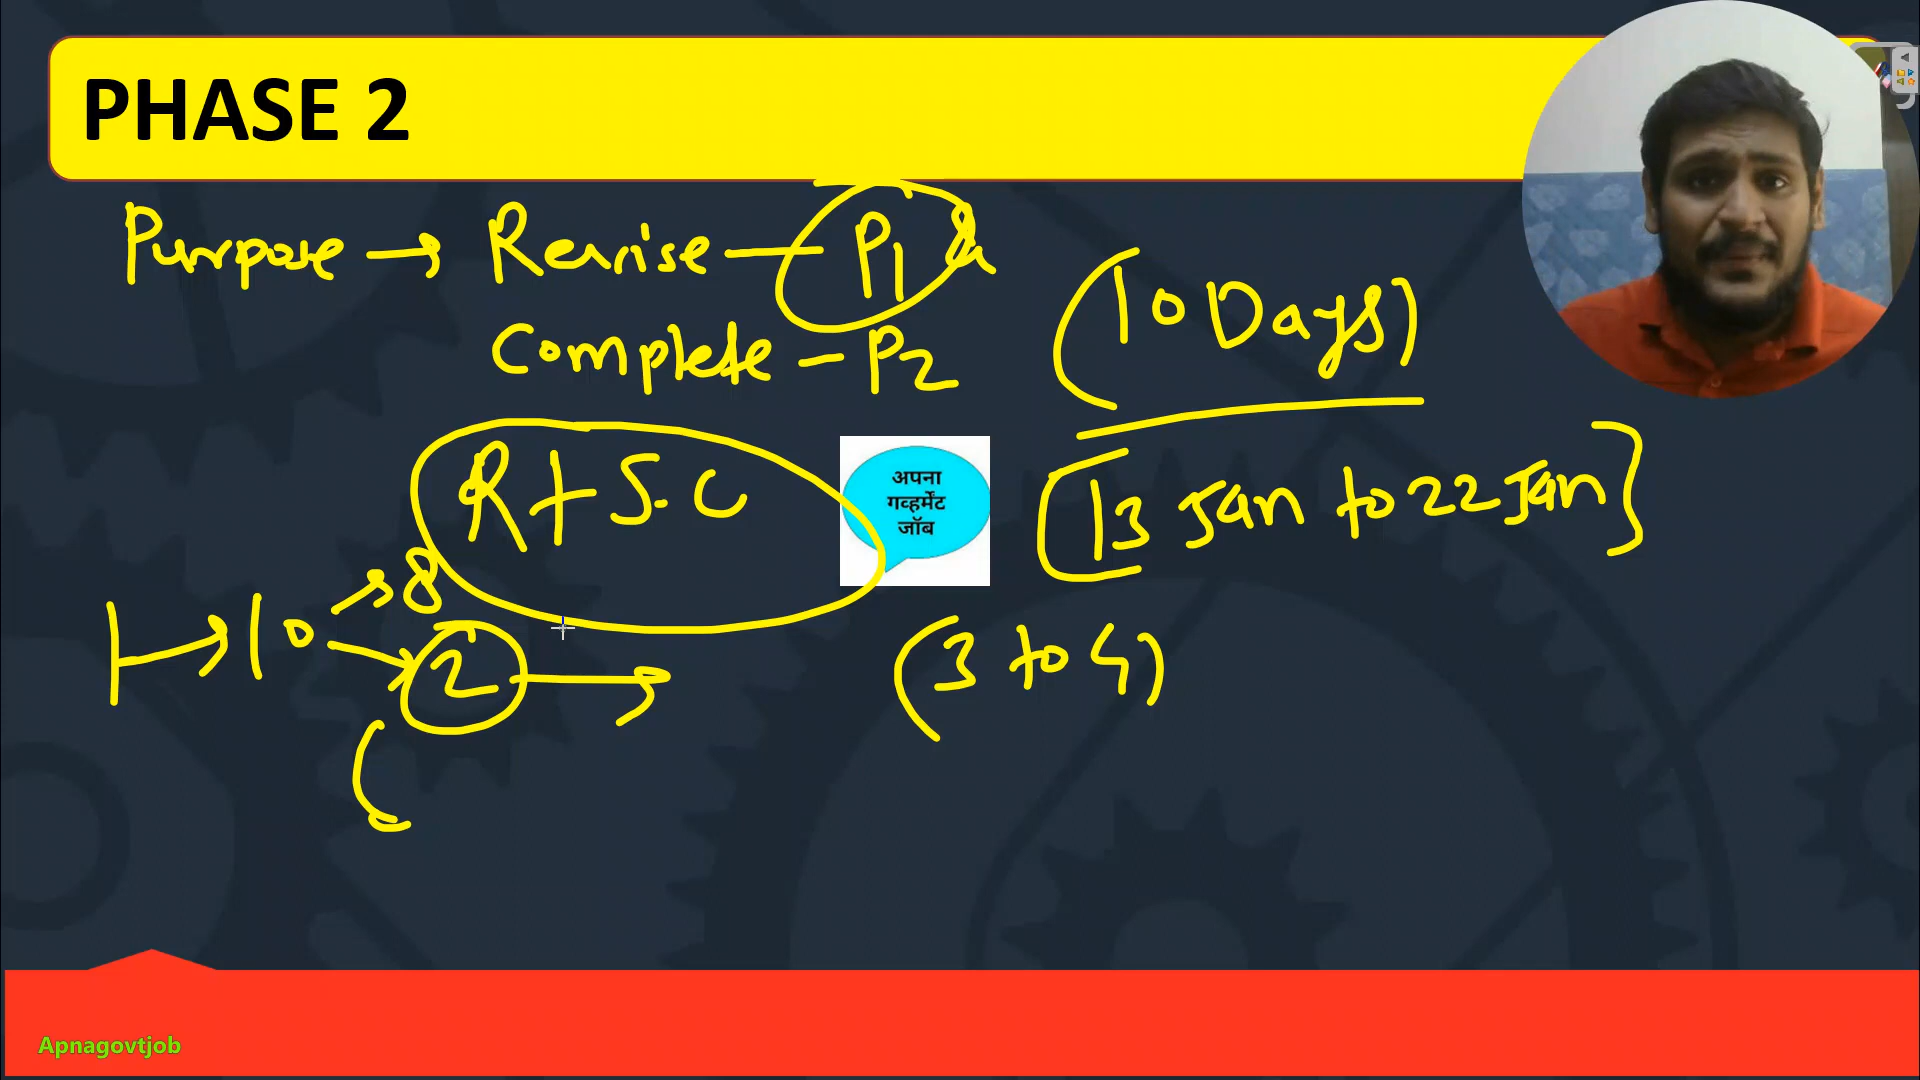 PHASE 2
Purpose → Revise — P1 &
Complete — P2
(10 Days)
R + S.C
अपना
गव्हर्मेंट
जॉब
[13 Jan to 22 Jan]
→ 10 → 8
→ 2 →
(3 to 4)
Apnagovtjob